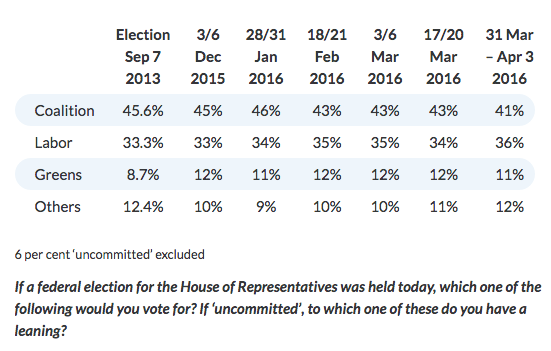 Election 3/6 28/31 18/21 3/6 17/20 31 Mar
Sep 7 Dec Jan Feb Mar Mar – Apr 3
2013 2015 2016 2016 2016 2016 2016
Coalition 45.6% 45% 46% 43% 43% 43% 41%
Labor 33.3% 33% 34% 35% 35% 34% 36%
Greens 8.7% 12% 11% 12% 12% 12% 11%
Others 12.4% 10% 9% 10% 10% 11% 12%
6 per cent ‘uncommitted’ excluded
If a federal election for the House of Representatives was held today, which one of the
following would you vote for? If ‘uncommitted’, to which one of these do you have a
leaning?